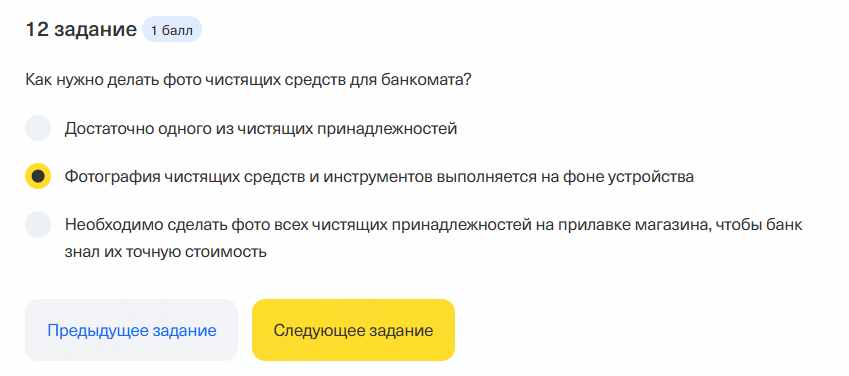 12 задание 1 балл
Как нужно делать фото чистящих средств для банкомата?
Достаточно одного из чистящих принадлежностей
Фотография чистящих средств и инструментов выполняется на фоне устройства
Необходимо сделать фото всех чистящих принадлежностей на прилавке магазина, чтобы банк
знал их точную стоимость
Предыдущее задание Следующее задание